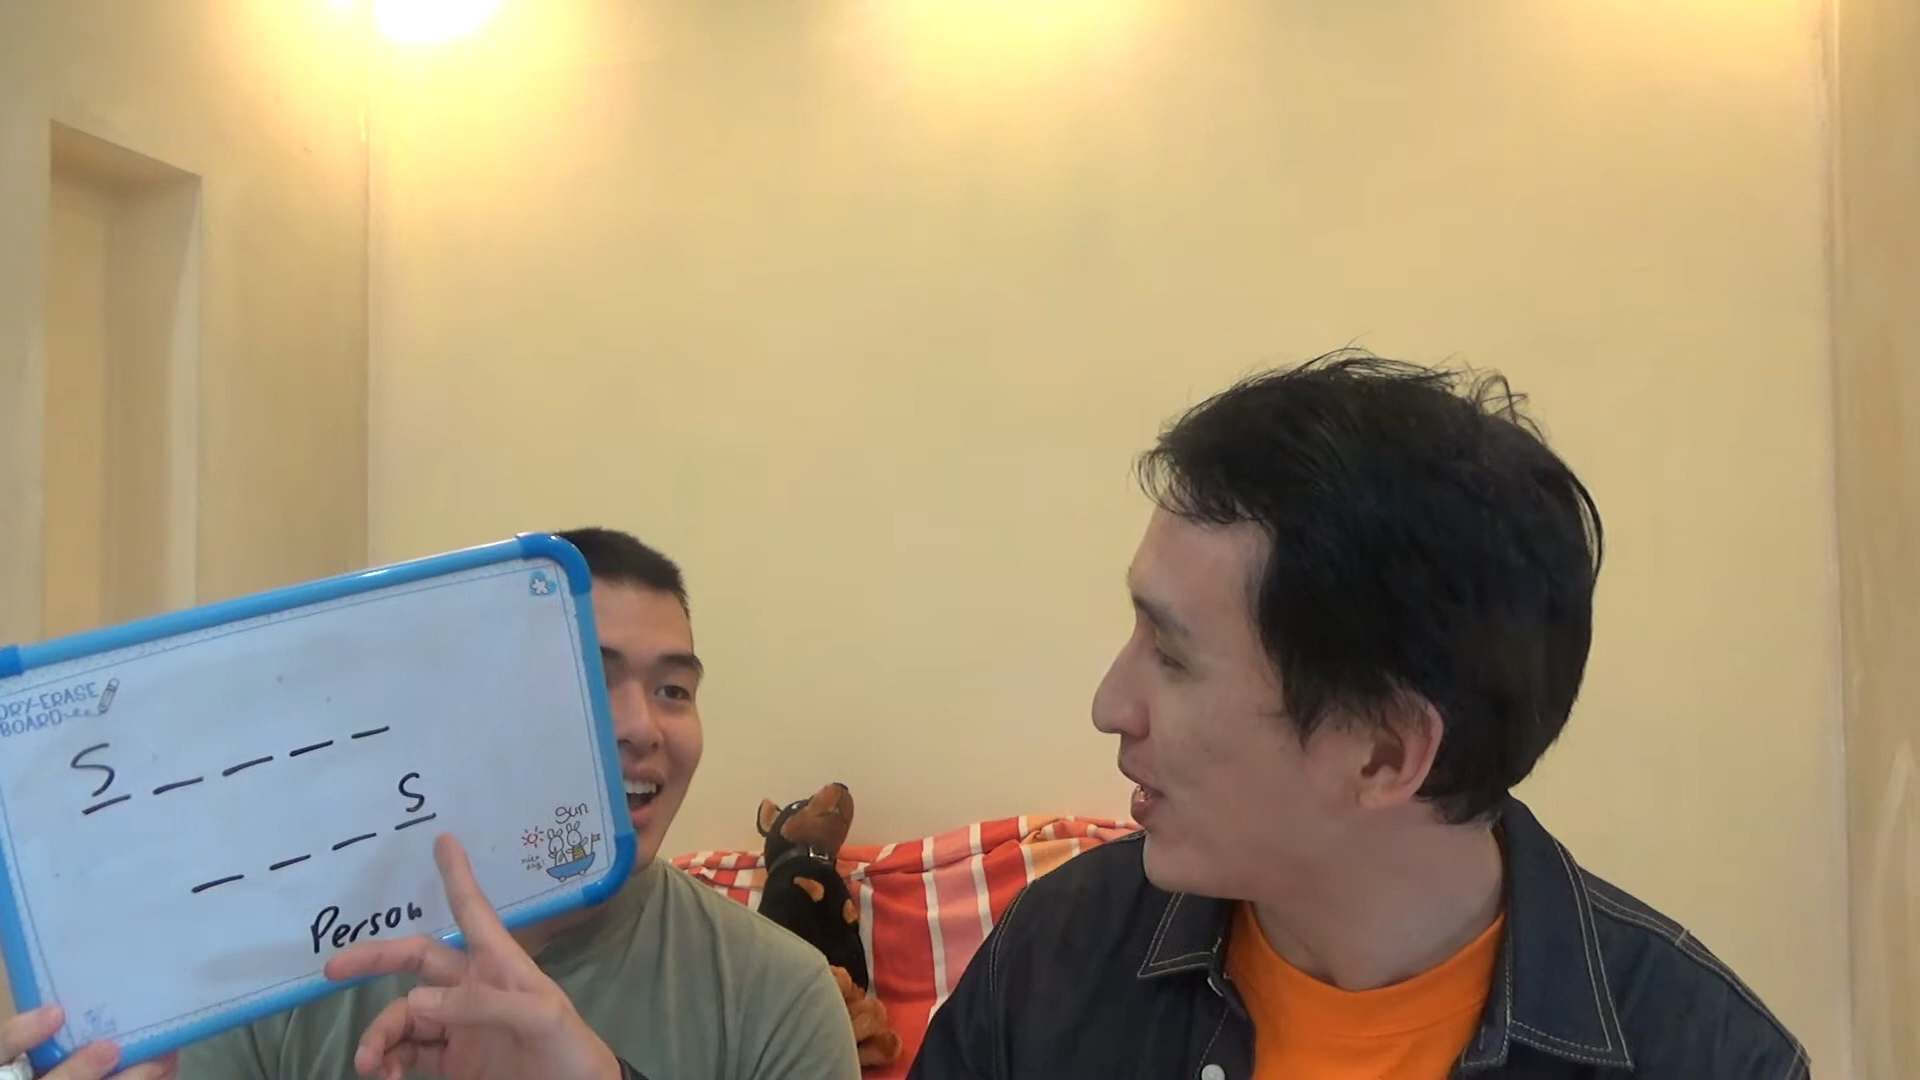 DRY-ERASE
BOARD
S _ _ _ _
_ _ _ S
Person
sun